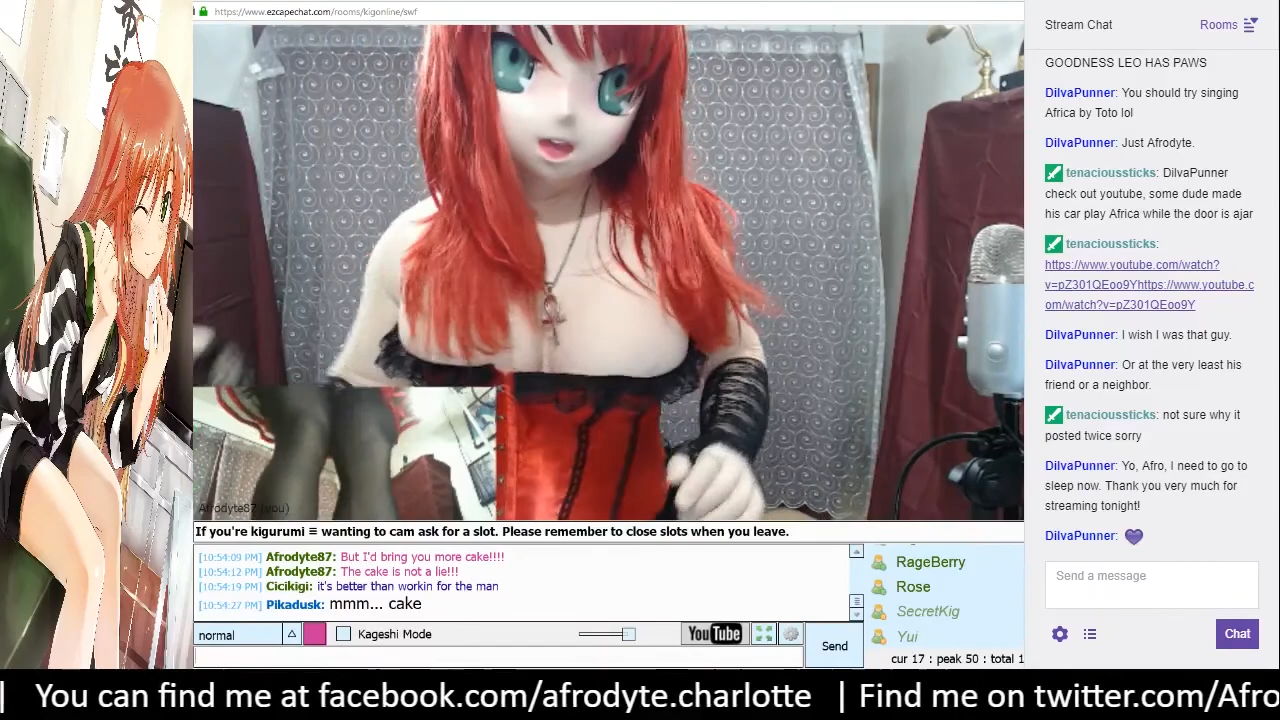 https://www.ezcapechat.com/rooms/kigonline/swf
Afrodyte87 (you)
If you're kigurumi ≡ wanting to cam ask for a slot. Please remember to close slots when you leave.
[10:54:09 PM] Afrodyte87: But I'd bring you more cake!!!!
[10:54:12 PM] Afrodyte87: The cake is not a lie!!!
[10:54:19 PM] Cicikigi: it's better than workin for the man
[10:54:27 PM] Pikadusk: mmm... cake
normal
Kageshi Mode
YouTube
Send
RageBerry
Rose
SecretKig
Yui
cur 17 : peak 50 : total 1
Stream Chat
Rooms
GOODNESS LEO HAS PAWS
DilvaPunner: You should try singing
Africa by Toto lol
DilvaPunner: Just Afrodyte.
tenacioussticks: DilvaPunner
check out youtube, some dude made
his car play Africa while the door is ajar
tenacioussticks:
https://www.youtube.com/watch?
v=pZ301QEoo9Yhttps://www.youtube.c
om/watch?v=pZ301QEoo9Y
DilvaPunner: I wish I was that guy.
DilvaPunner: Or at the very least his
friend or a neighbor.
tenacioussticks: not sure why it
posted twice sorry
DilvaPunner: Yo, Afro, I need to go to
sleep now. Thank you very much for
streaming tonight!
DilvaPunner:
Send a message
Chat
| You can find me at facebook.com/afrodyte.charlotte | Find me on twitter.com/Afro